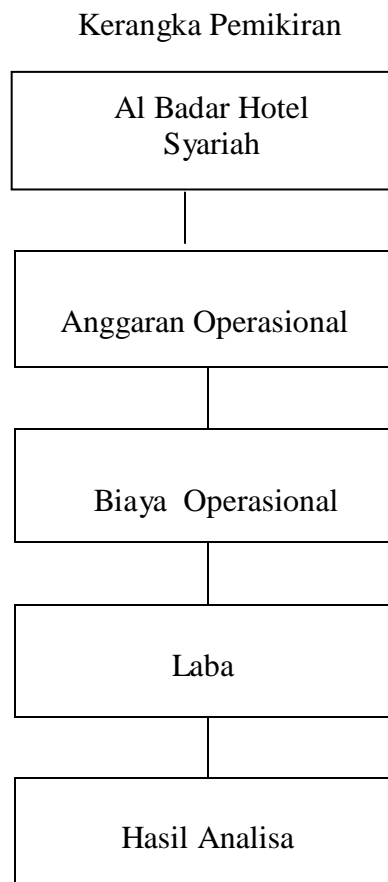 Kerangka Pemikiran
Al Badar Hotel
Syariah
Anggaran Operasional
Biaya Operasional
Laba
Hasil Analisa